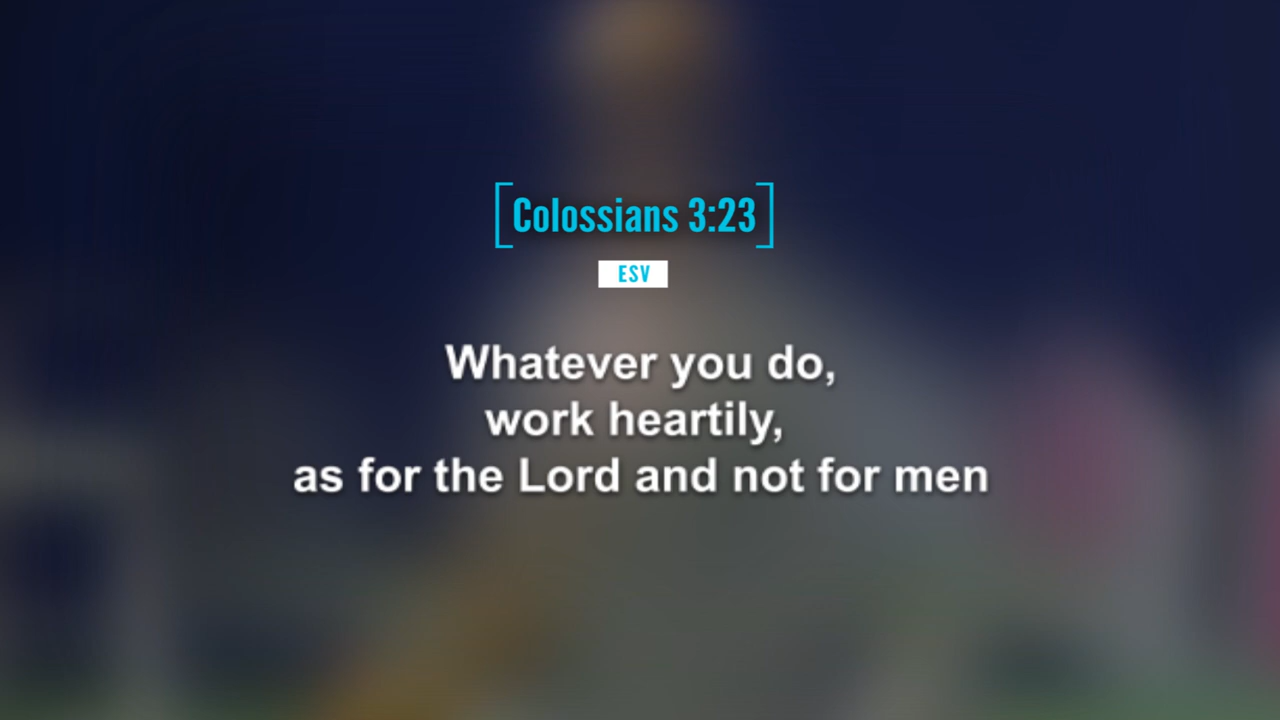 [Colossians 3:23]
ESV
Whatever you do,
work heartily,
as for the Lord and not for men